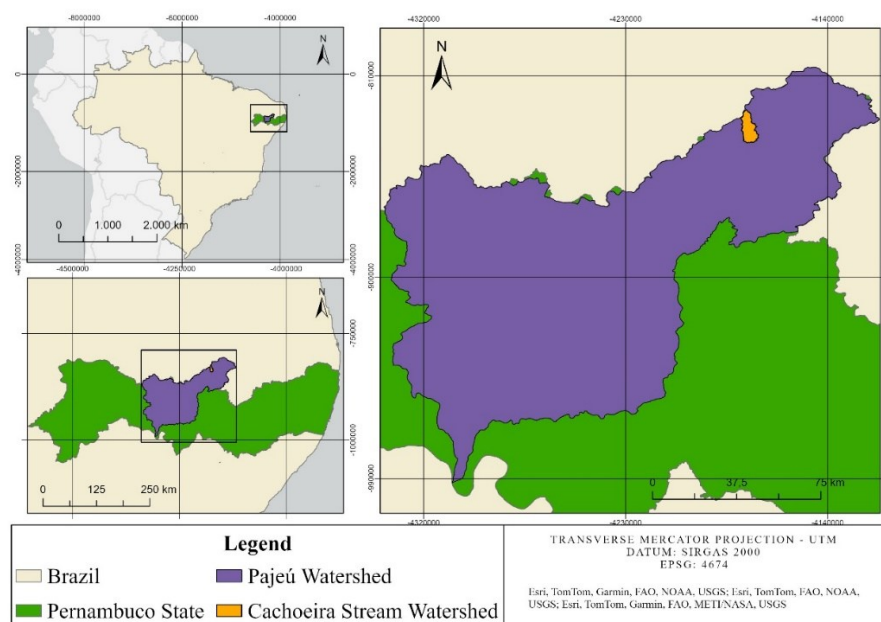 -8000000 -6000000 -4000000
N
0
-2000000
-4000000
0 1.000 2.000 km
-4500000 -4250000 -4000000
N
-750000
-1000000
0 125 250 km
-4320000 -4230000 -4140000
N
-810000
-900000
-990000
0 37,5 75 km
-4320000 -4230000 -4140000
Legend
Brazil
Pajeú Watershed
Pernambuco State
Cachoeira Stream Watershed
TRANSVERSE MERCATOR PROJECTION - UTM
DATUM: SIRGAS 2000
EPSG: 4674
Esri, TomTom, Garmin, FAO, NOAA, USGS; Esri, TomTom, FAO, NOAA,
USGS; Esri, TomTom, Garmin, FAO, METI/NASA, USGS